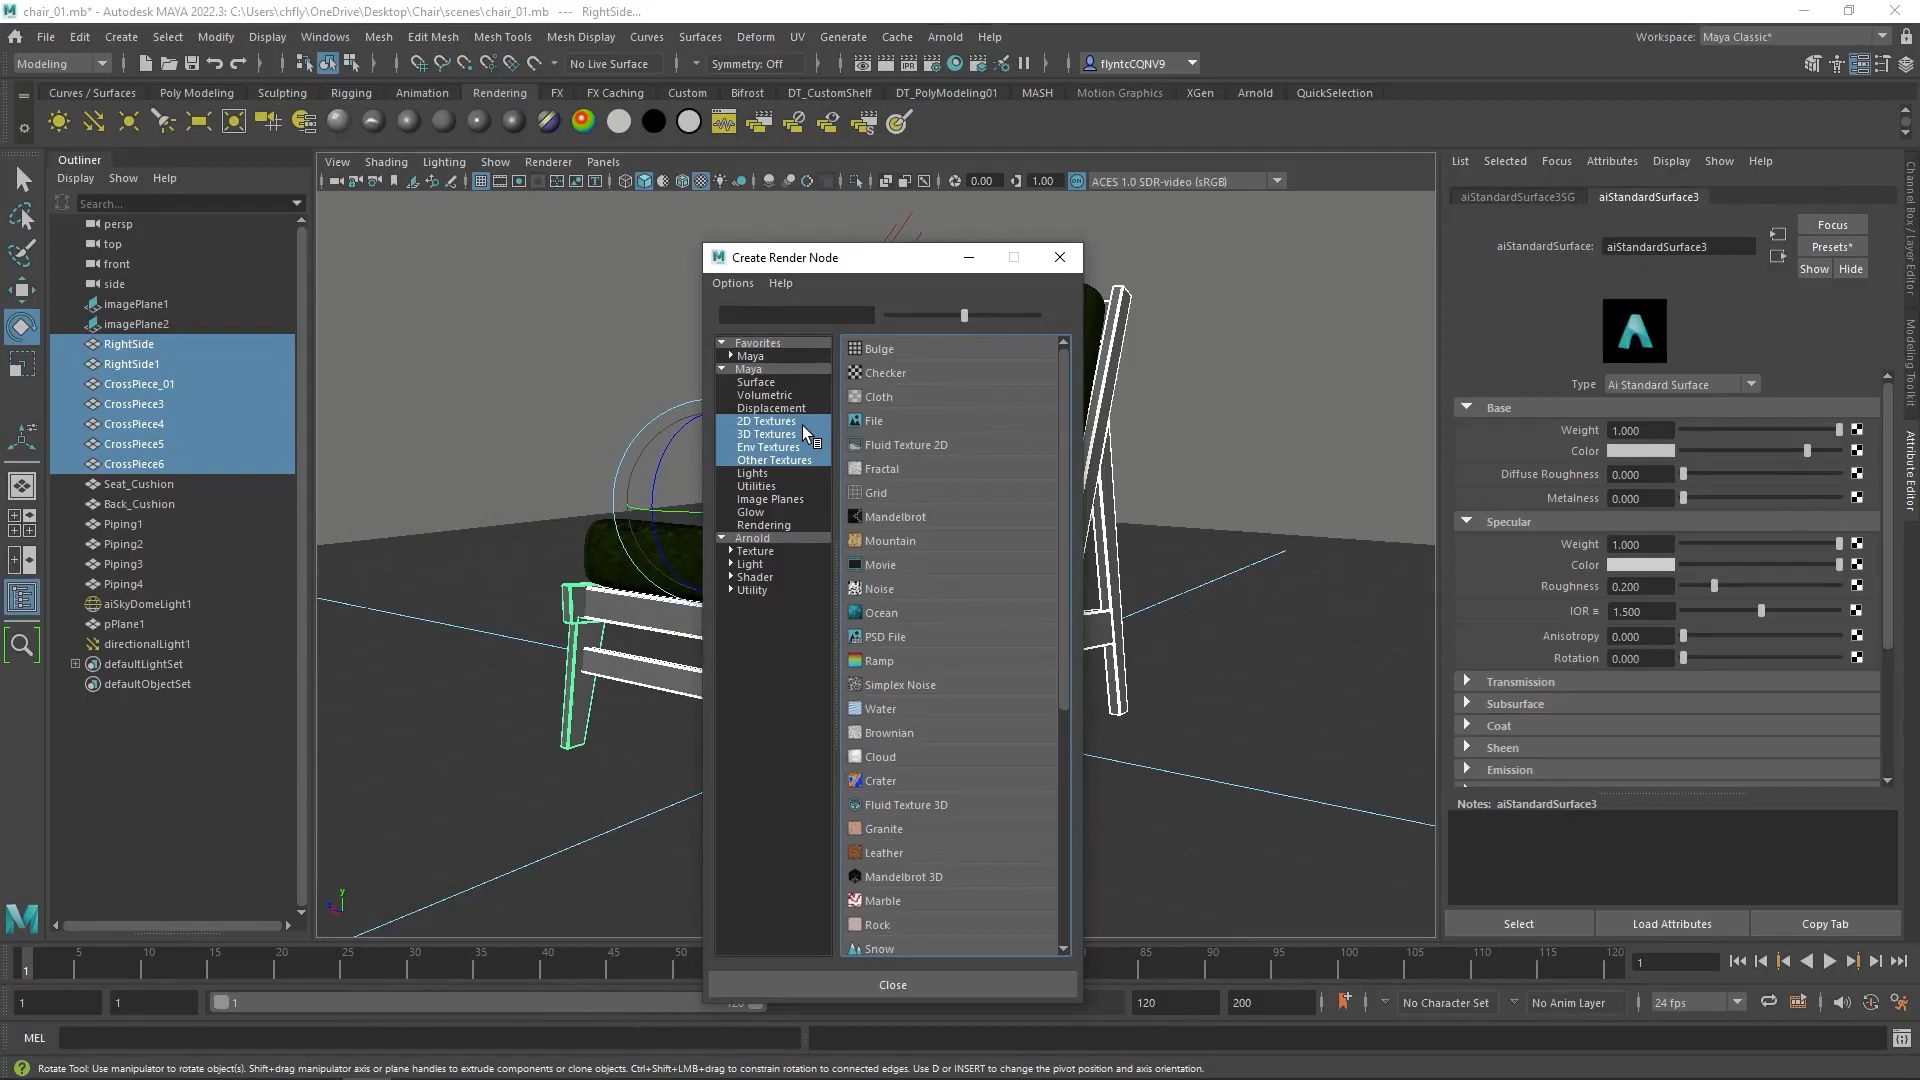 chair_01.mb* - Autodesk MAYA 2022.3: C:\Users\chfly\OneDrive\Desktop\Chair\scenes\chair_01.mb --- RightSide...
File Edit Create Select Modify Display Windows Mesh Edit Mesh Mesh Tools Mesh Display Curves Surfaces Deform UV Generate Cache Arnold Help Workspace: Maya Classic*
Modeling No Live Surface Symmetry: Off flyntcCQNV9
Curves / Surfaces Poly Modeling Sculpting Rigging Animation Rendering FX FX Caching Custom Bifrost DT_CustomShelf DT_PolyModeling01 MASH Motion Graphics XGen Arnold QuickSelection
IPR
S
Outliner
Display Show Help
Search...
persp
top
front
side
imagePlane1
imagePlane2
RightSide
RightSide1
CrossPiece_01
CrossPiece3
CrossPiece4
CrossPiece5
CrossPiece6
Seat_Cushion
Back_Cushion
Piping1
Piping2
Piping3
Piping4
aiSkyDomeLight1
pPlane1
directionalLight1
defaultLightSet
defaultObjectSet
View Shading Lighting Show Renderer Panels
0.00 1.00 ACES 1.0 SDR-video (sRGB)
Create Render Node
Options Help
Favorites
Maya
Maya
Surface
Volumetric
Displacement
2D Textures
3D Textures
Env Textures
Other Textures
Lights
Utilities
Image Planes
Glow
Rendering
Arnold
Texture
Light
Shader
Utility
Bulge
Checker
Cloth
File
Fluid Texture 2D
Fractal
Grid
Mandelbrot
Mountain
Movie
Noise
Ocean
PSD File
Ramp
Simplex Noise
Water
Brownian
Cloud
Crater
Fluid Texture 3D
Granite
Leather
Mandelbrot 3D
Marble
Rock
Snow
Close
y
List Selected Focus Attributes Display Show Help
aiStandardSurface3SG aiStandardSurface3
Focus
aiStandardSurface: aiStandardSurface3 Presets*
Show Hide
Type Ai Standard Surface
Base
Weight 1.000
Color
Diffuse Roughness 0.000
Metalness 0.000
Specular
Weight 1.000
Color
Roughness 0.200
IOR 1.500
Anisotropy 0.000
Rotation 0.000
Transmission
Subsurface
Coat
Sheen
Emission
Notes: aiStandardSurface3
Select Load Attributes Copy Tab
Channel Box / Layer Editor
Modeling Toolkit
Attribute Editor
5 10 15 20 25 30 35 40 45 50 85 90 95 100 105 110 115 120
1 1
1 1 1 120 120 200 No Character Set No Anim Layer 24 fps
MEL
Rotate Tool: Use manipulator to rotate object(s). Shift+drag manipulator axis or plane handles to extrude components or clone objects. Ctrl+Shift+LMB+drag to constrain rotation to connected edges. Use D or INSERT to change the pivot position and axis orientation.